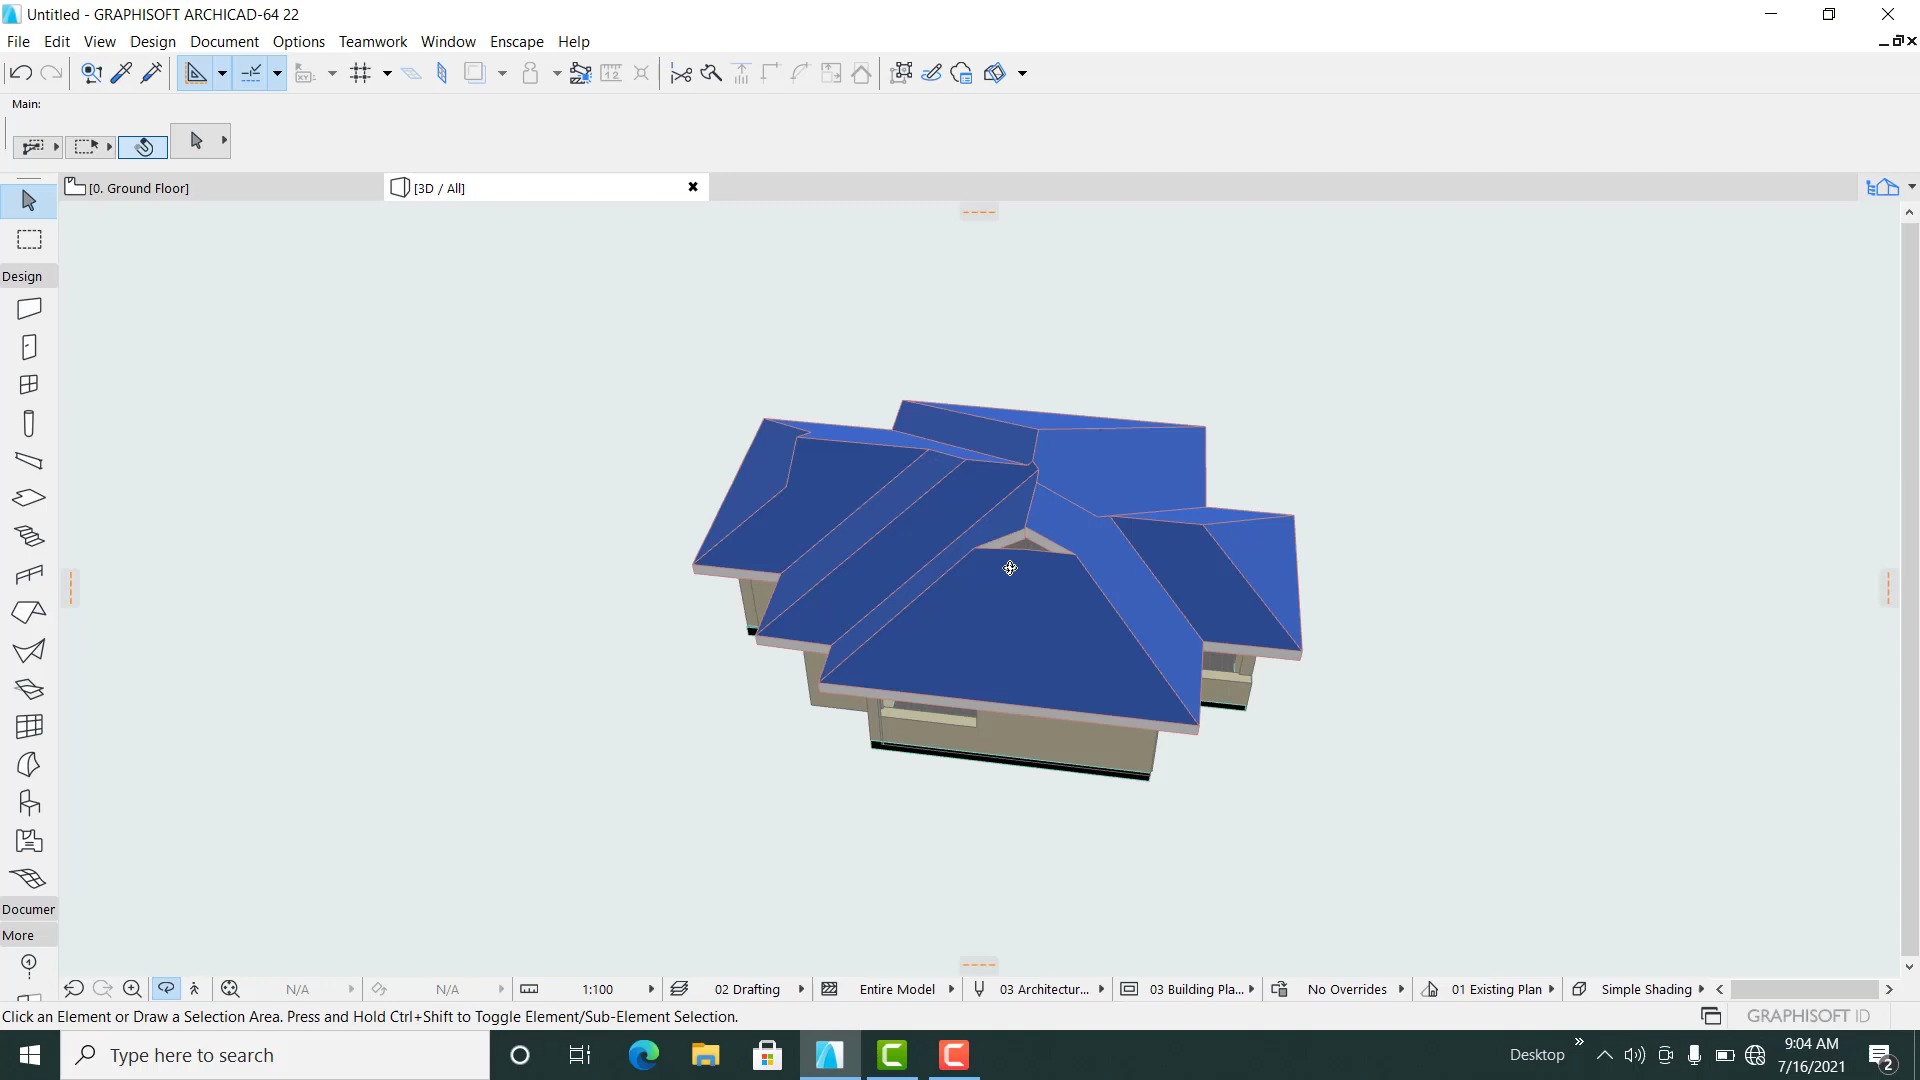 Untitled - GRAPHISOFT ARCHICAD-64 22
File Edit View Design Document Options Teamwork Window Enscape Help
Main:
[0. Ground Floor] [3D / All]
Design
Documen
More
N/A N/A 1:100 02 Drafting Entire Model 03 Architectur... 03 Building Pla... No Overrides 01 Existing Plan Simple Shading
Click an Element or Draw a Selection Area. Press and Hold Ctrl+Shift to Toggle Element/Sub-Element Selection. GRAPHISOFT ID
Type here to search
Desktop
9:04 AM
7/16/2021
2